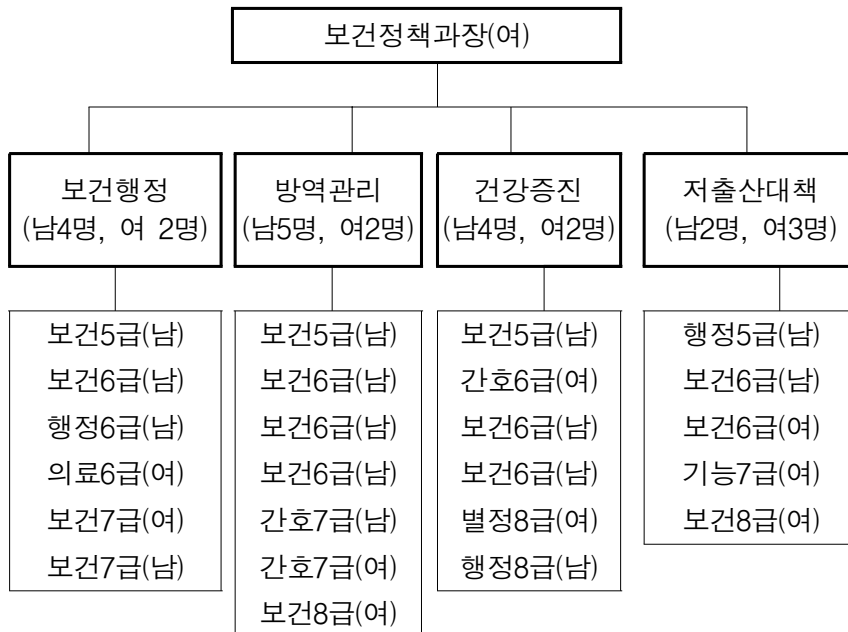 보건정책과장(여)
보건행정
(남4명, 여 2명)
방역관리
(남5명, 여2명)
건강증진
(남4명, 여2명)
저출산대책
(남2명, 여3명)
보건5급(남)
보건6급(남)
행정6급(남)
의료6급(여)
보건7급(여)
보건7급(남)
보건5급(남)
보건6급(남)
보건6급(남)
보건6급(남)
간호7급(남)
간호7급(여)
보건8급(여)
보건5급(남)
간호6급(여)
보건6급(남)
보건6급(남)
별정8급(여)
행정8급(남)
행정5급(남)
보건6급(남)
보건6급(여)
기능7급(여)
보건8급(여)